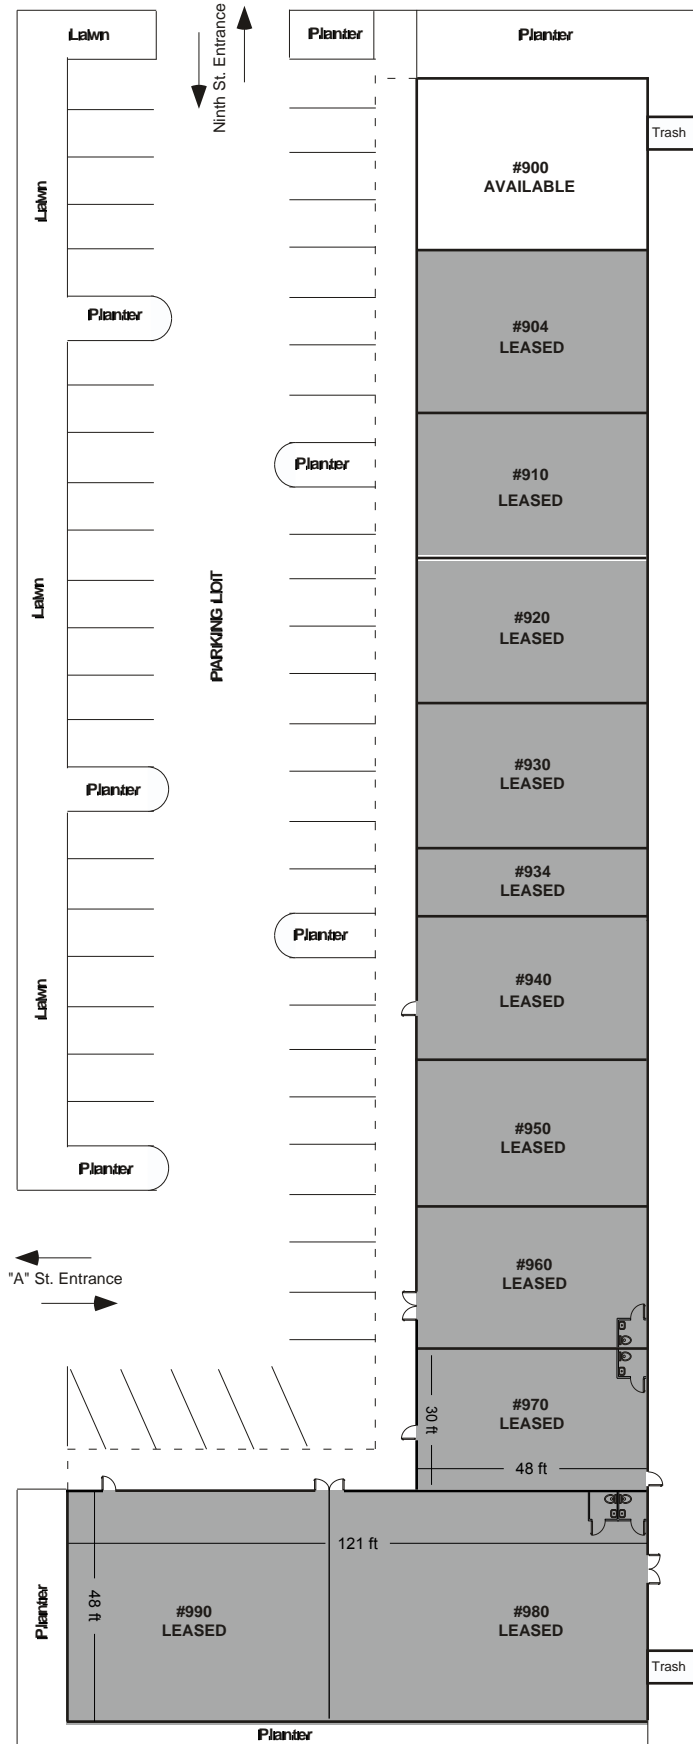 Lawn
Ninth St. Entrance
Planter
Planter
Trash
#900
AVAILABLE
Lawn
Planter
#904
LEASED
Planter
#910
LEASED
Lawn
PARKING LOT
#920
LEASED
#930
LEASED
Planter
#934
LEASED
Planter
Lawn
#940
LEASED
#950
LEASED
Planter
"A" St. Entrance
#960
LEASED
#970
LEASED
30 ft
48 ft
121 ft
48 ft
#990
LEASED
#980
LEASED
Planter
Trash
Planter